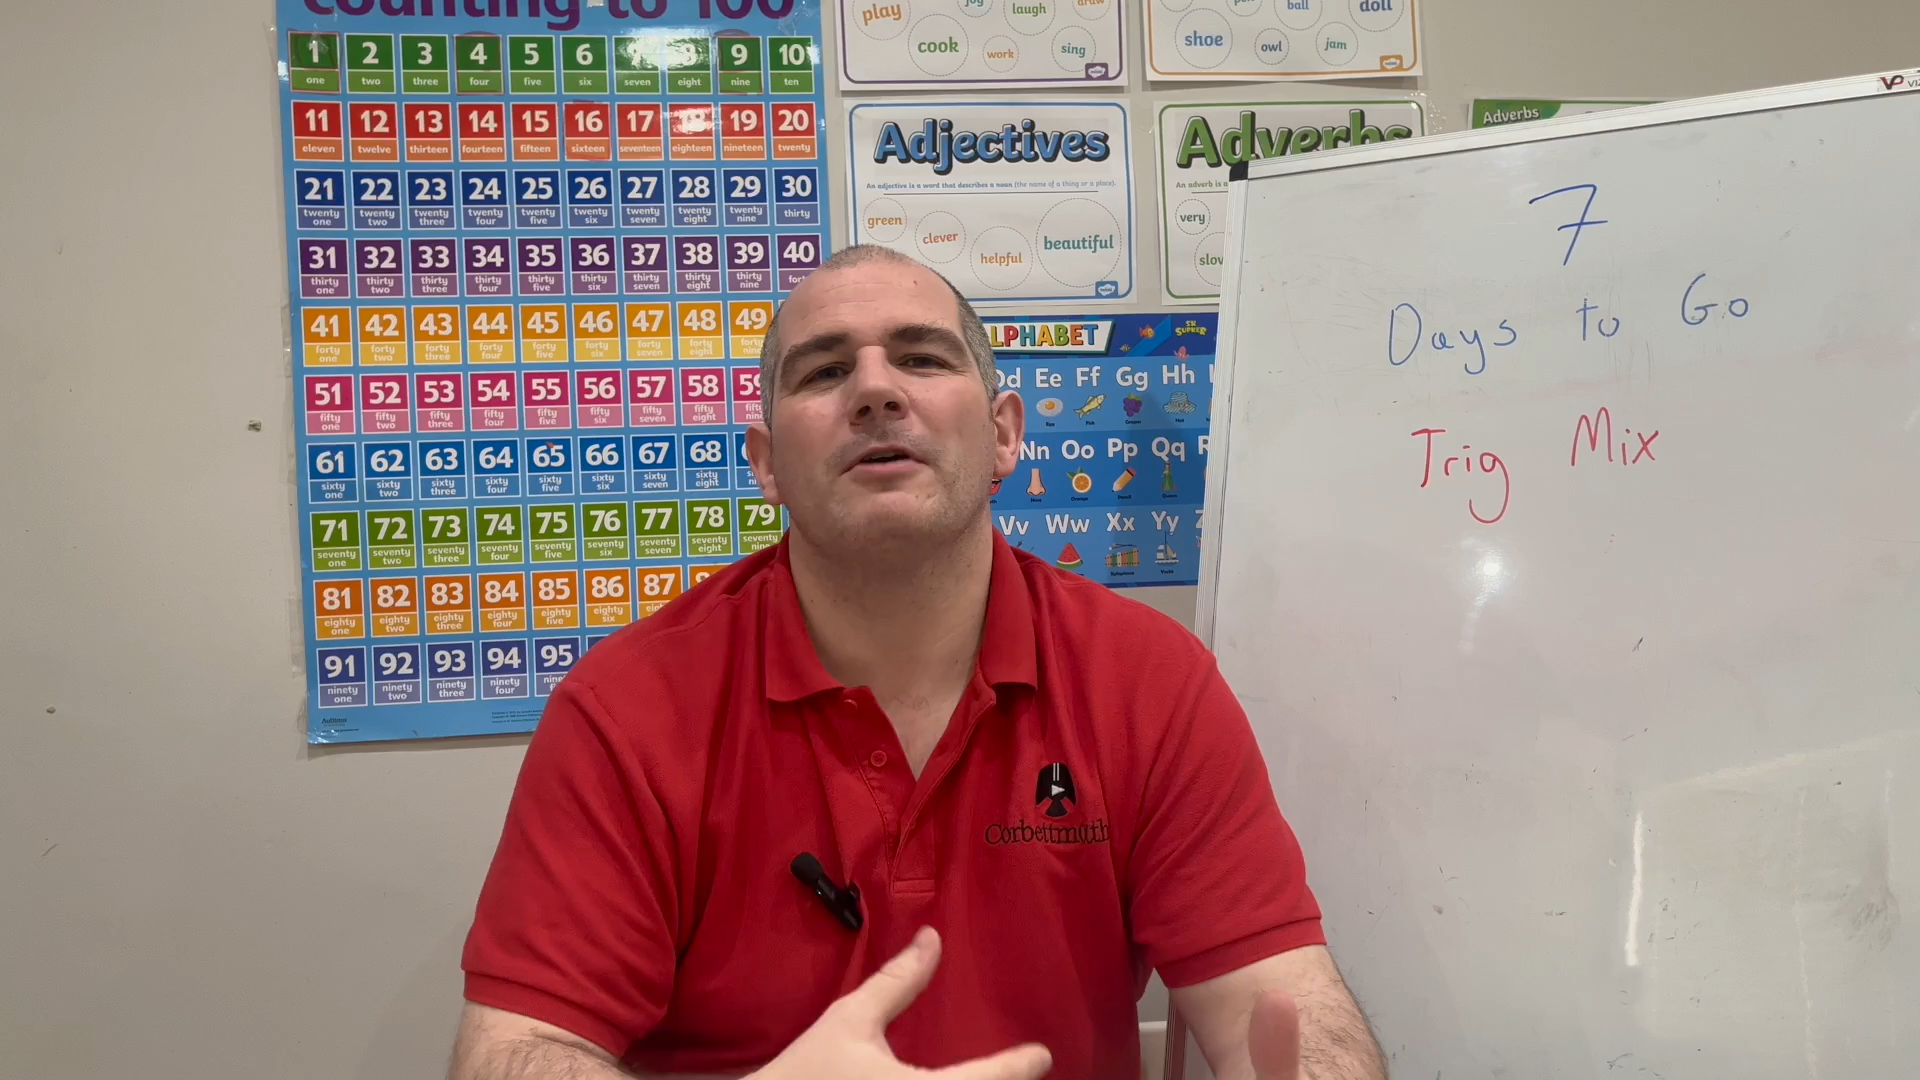 counting to 100
1 2 3 4 5 6 7 8 9 10
one two three four five six seven eight nine ten
11 12 13 14 15 16 17 18 19 20
eleven twelve thirteen fourteen fifteen sixteen seventeen eighteen nineteen twenty
21 22 23 24 25 26 27 28 29 30
twenty one twenty two twenty three twenty four twenty five twenty six twenty seven twenty eight twenty nine thirty
31 32 33 34 35 36 37 38 39 40
thirty one thirty two thirty three thirty four thirty five thirty six thirty seven thirty eight thirty nine
41 42 43 44 45 46 47 48 49
forty one forty two forty three forty four forty five forty six forty seven forty eight
51 52 53 54 55 56 57 58
fifty one fifty two fifty three fifty four fifty five fifty six fifty seven fifty eight
61 62 63 64 65 66 67 68
sixty one sixty two sixty three sixty four sixty five sixty six sixty seven sixty eight
71 72 73 74 75 76 77 78 79
seventy one seventy two seventy three seventy four seventy five seventy six seventy seven seventy eight seventy nine
81 82 83 84 85 86 87
eighty one eighty two eighty three eighty four eighty five eighty six
91 92 93 94 95
ninety one ninety two ninety three ninety four
play joy laugh draw
cook work sing
ball doll
shoe owl jam
Adjectives
An adjective is a word that describes a noun (the name of a thing or a place).
green clever helpful beautiful
Adverbs
An adverb is a
very
Adverbs
LPHABET
Dd Ee Ff Gg Hh
Nn Oo Pp Qq R
Vv Ww Xx Yy Z
7
Days to Go
Trig Mix
Corbettmaths